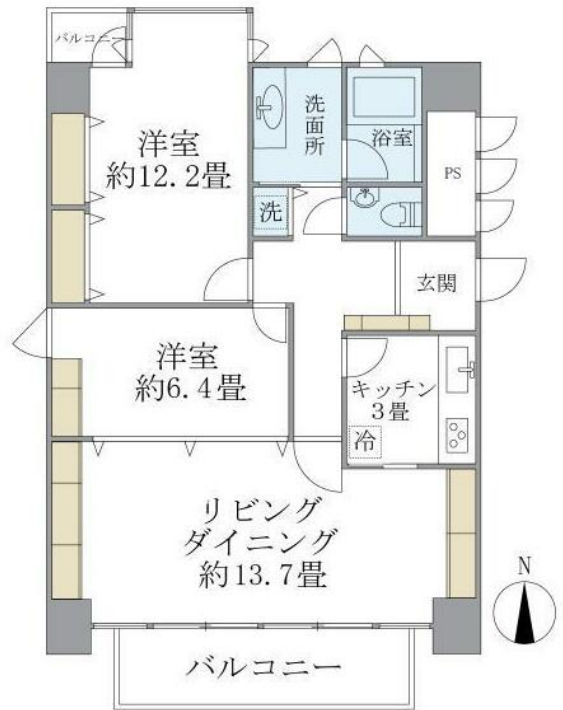 バルコニー
洋室
約12.2畳
洗面所
浴室
PS
洗
玄関
洋室
約6.4畳
キッチン
3畳
冷
リビング
ダイニング
約13.7畳
N
バルコニー